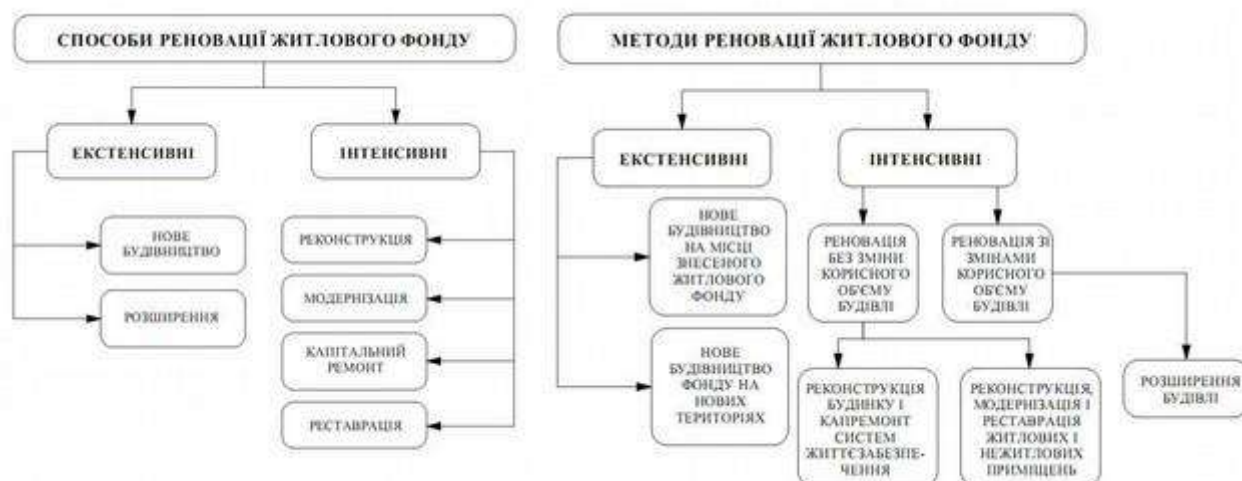 СПОСОБИ РЕНОВАЦІЇ ЖИТЛОВОГО ФОНДУ
ЕКСТЕНСИВНІ
ІНТЕНСИВНІ
НОВЕ
БУДІВНИЦТВО
РОЗШИРЕННЯ
РЕКОНСТРУКЦІЯ
МОДЕРНІЗАЦІЯ
КАПІТАЛЬНИЙ
РЕМОНТ
РЕСТАВРАЦІЯ
МЕТОДИ РЕНОВАЦІЇ ЖИТЛОВОГО ФОНДУ
ЕКСТЕНСИВНІ
ІНТЕНСИВНІ
НОВЕ
БУДІВНИЦТВО
НА МІСЦІ
ЗНЕСЕНОГО
ЖИТЛОВОГО
ФОНДУ
НОВЕ
БУДІВНИЦТВО
ФОНДУ НА
НОВИХ
ТЕРИТОРІЯХ
РЕНОВАЦІЯ
БЕЗ ЗМІНИ
КОРИСНОГО
ОБ'ЄМУ
БУДІВЛІ
РЕНОВАЦІЯ ЗІ
ЗМІНАМИ
КОРИСНОГО
ОБ'ЄМУ
БУДІВЛІ
РЕКОНСТРУКЦІЯ
БУДИНКУ І
КАПРЕМОНТ
СИСТЕМ
ЖИТТЄЗАБЕЗПЕ-
ЧЕННЯ
РЕКОНСТРУКЦІЯ,
МОДЕРНІЗАЦІЯ І
РЕСТАВРАЦІЯ
ЖИТЛОВИХ І
НЕЖИТЛОВИХ
ПРИМІЩЕНЬ
РОЗШИРЕННЯ
БУДІВЛІ